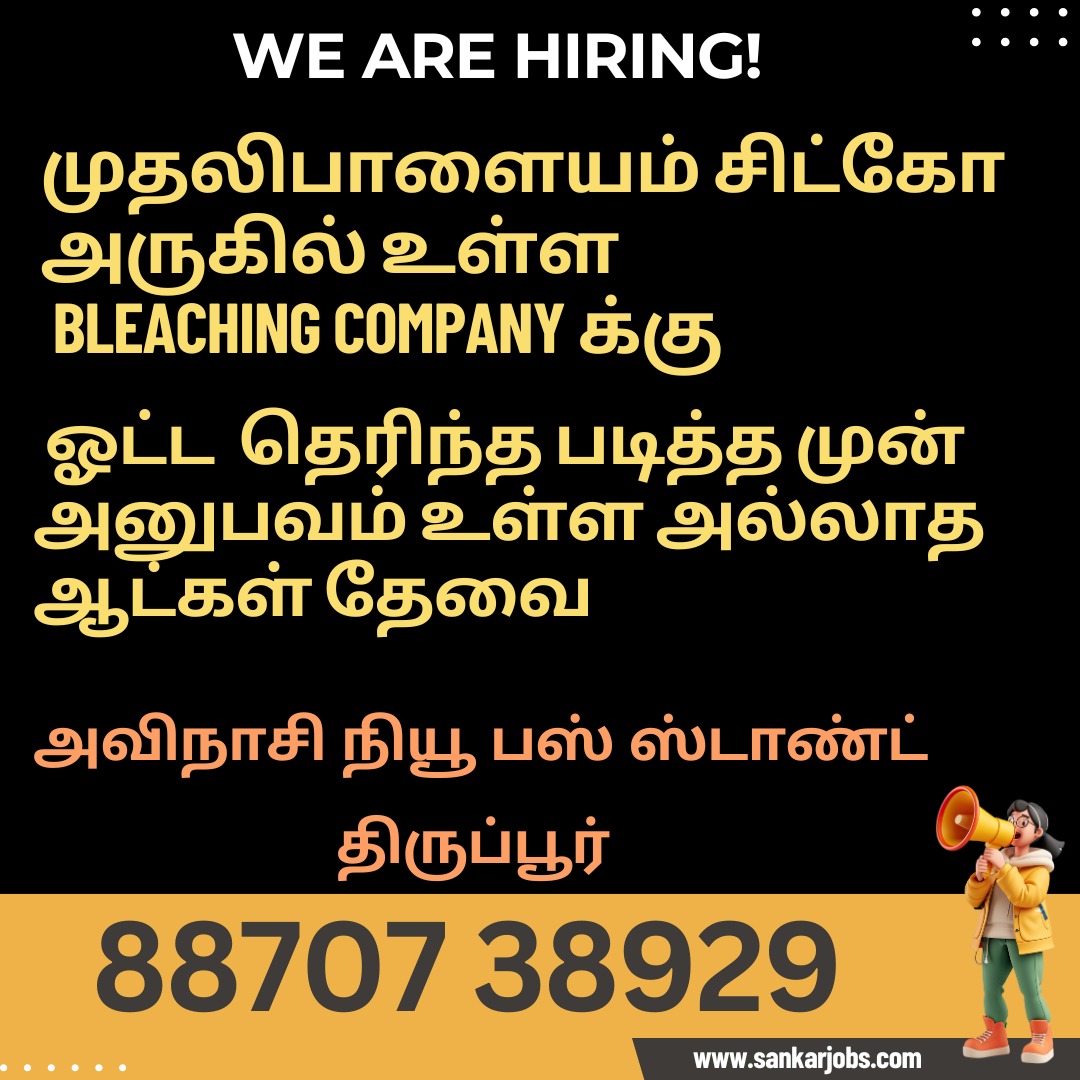 WE ARE HIRING!
முதலிபாளையம் சிட்கோ
அருகில் உள்ள
BLEACHING COMPANY க்கு
ஓட்ட தெரிந்த படித்த முன்
அனுபவம் உள்ள அல்லாத
ஆட்கள் தேவை
அவிநாசி நியூ பஸ் ஸ்டாண்ட்
திருப்பூர்
88707 38929
www.sankarjobs.com